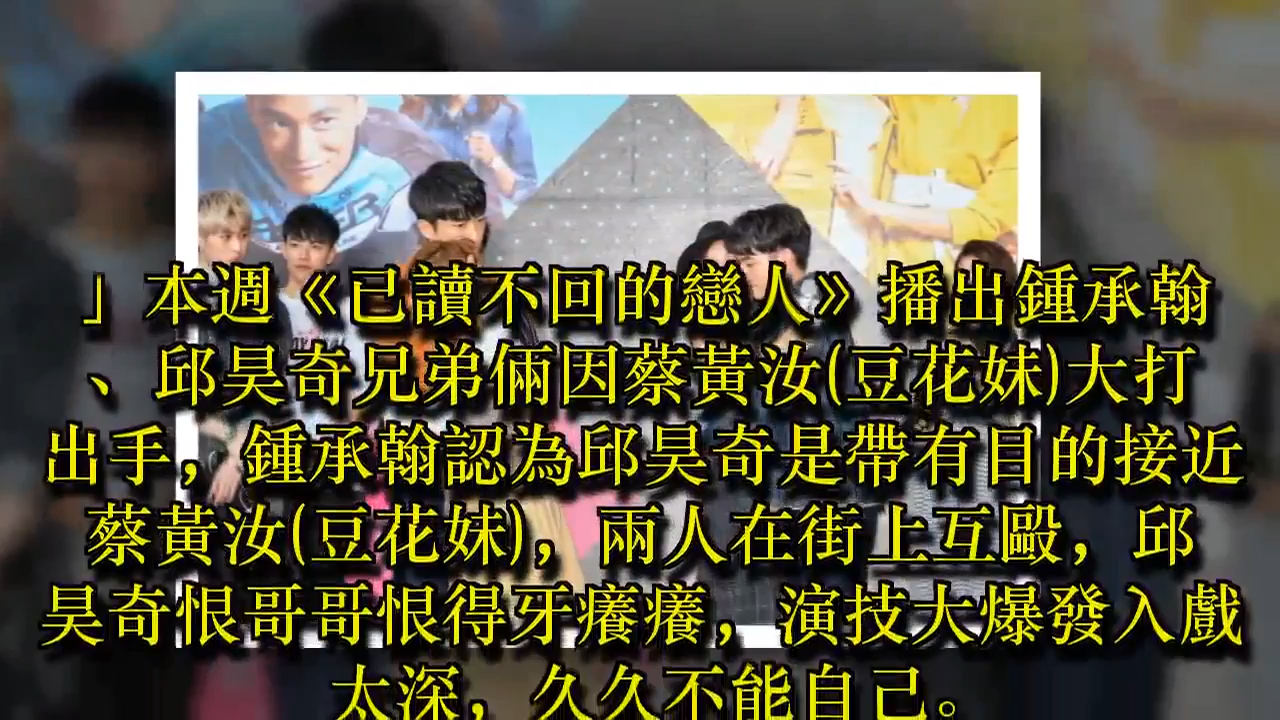 」本週《已讀不回的戀人》播出鍾承翰
、邱昊奇兄弟倆因蔡黃汝(豆花妹)大打
出手，鍾承翰認為邱昊奇是帶有目的接近
蔡黃汝(豆花妹)，兩人在街上互毆，邱
昊奇恨哥哥恨得牙癢癢，演技大爆發入戲
太深，久久不能自己。